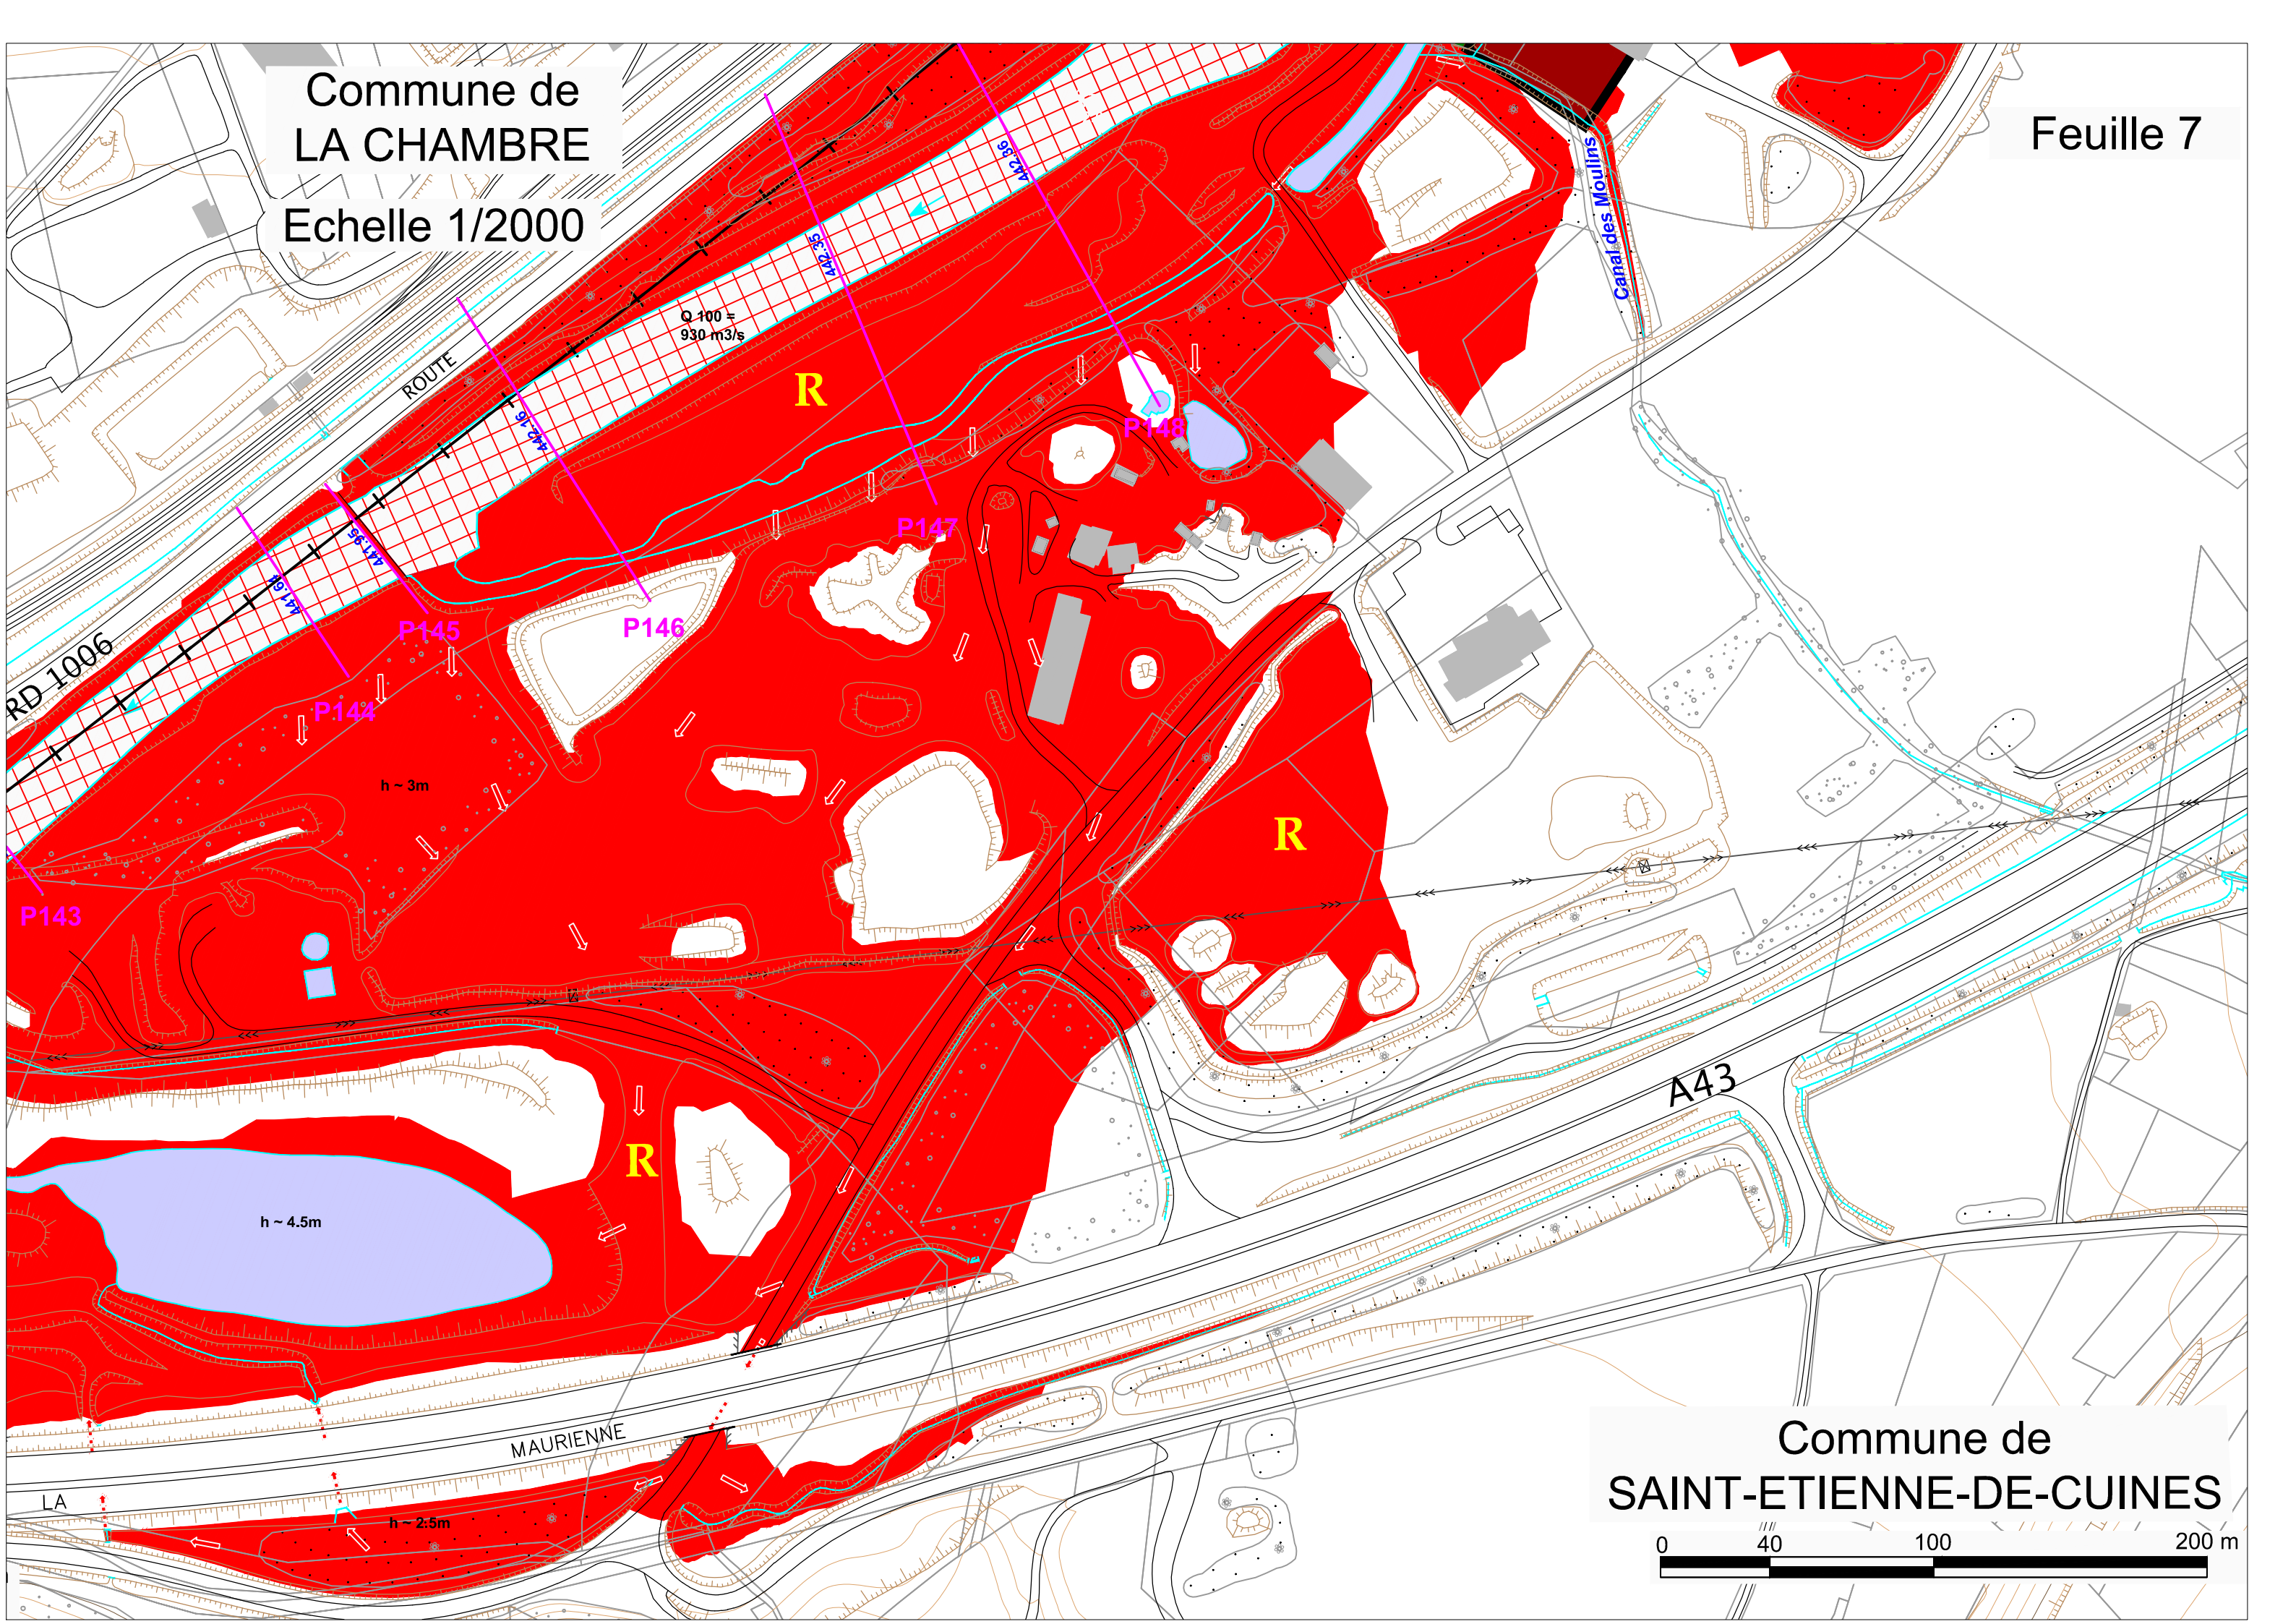 Commune de
LA CHAMBRE
Echelle 1/2000
Feuille 7
Canal des Moulins
442.36
442.35
Q 100 =
930 m3/s
ROUTE
R
442.16
P148
P147
441.95
441.64
P146
P145
RD 1006
P144
h ~ 3m
R
P143
A43
R
h ~ 4.5m
MAURIENNE
LA
h ~ 2.5m
Commune de
SAINT-ETIENNE-DE-CUINES
0 40 100 200 m